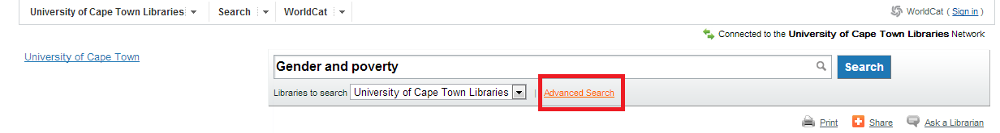 University of Cape Town Libraries Search WorldCat WorldCat ( Sign in )
Connected to the University of Cape Town Libraries Network
University of Cape Town
Gender and poverty Search
Libraries to search University of Cape Town Libraries | Advanced Search
Print Share Ask a Librarian